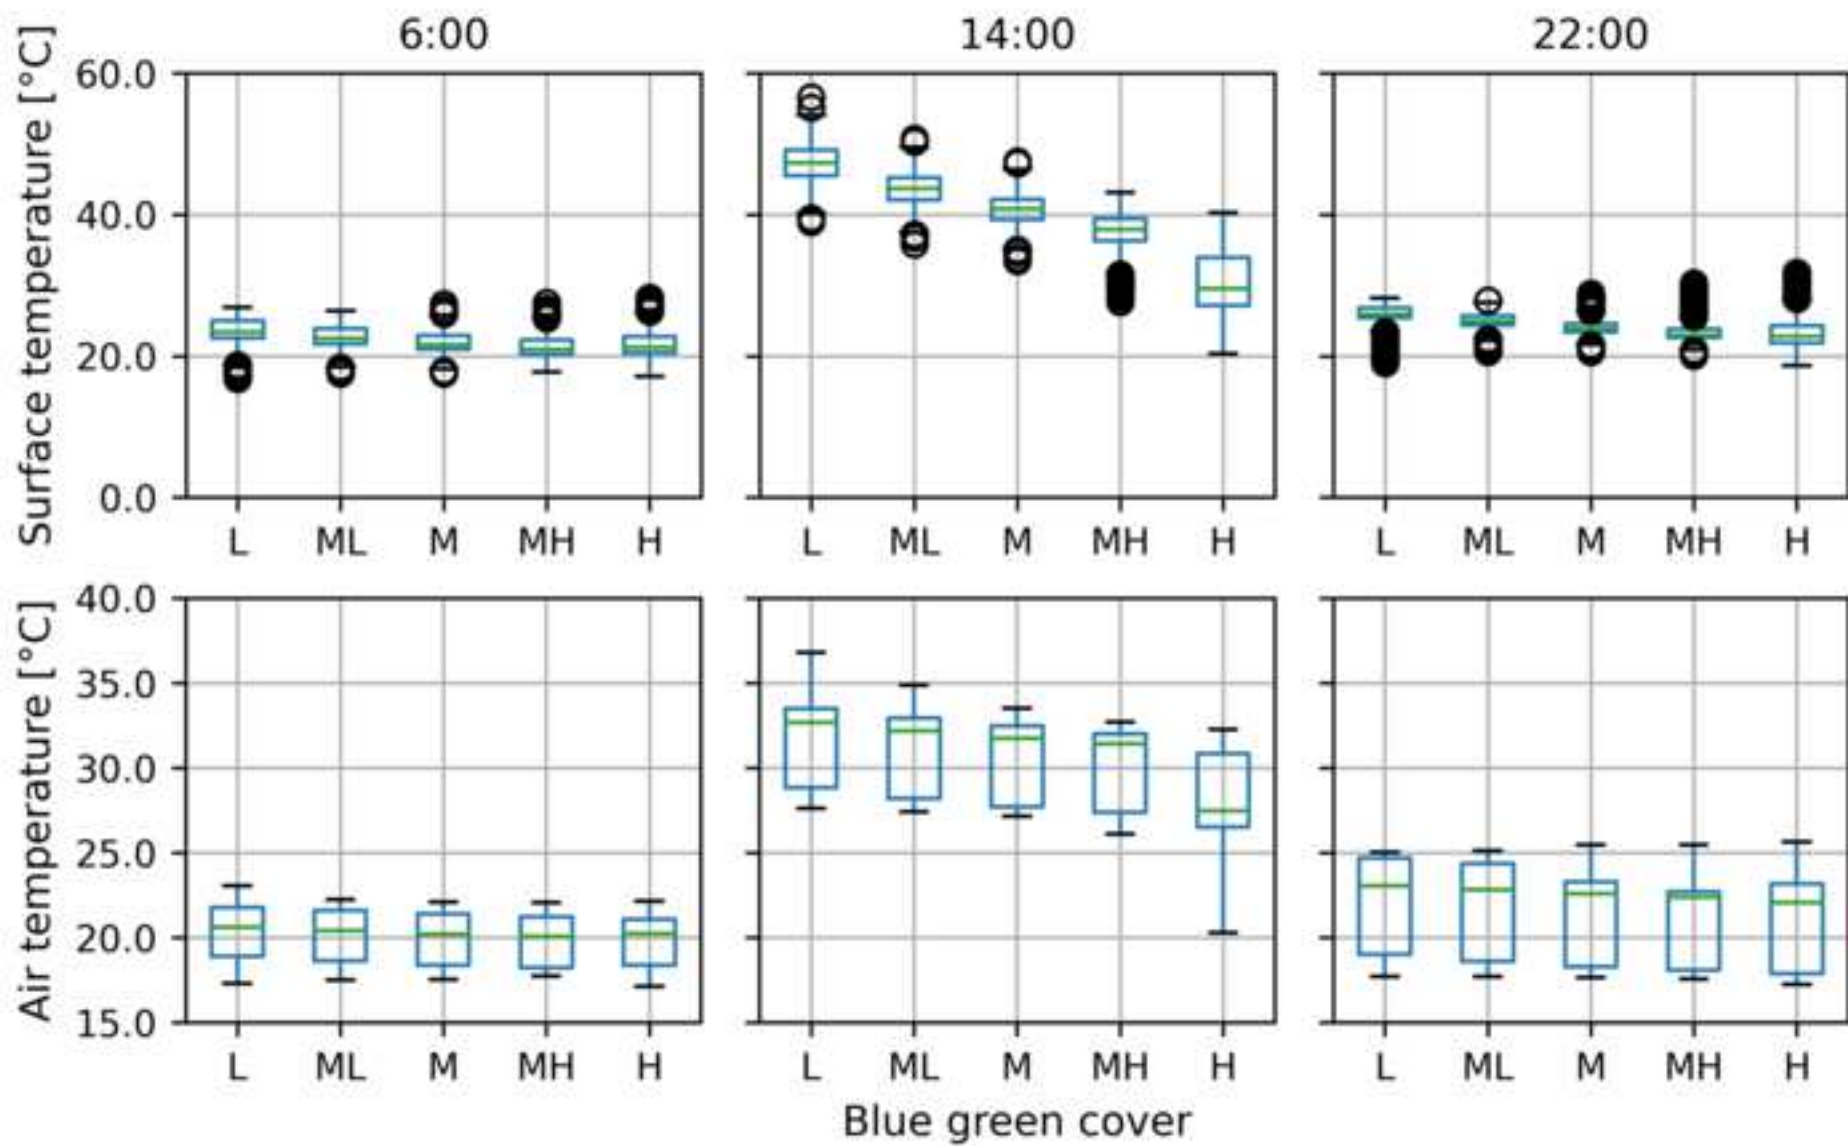 6:00 14:00 22:00
Surface temperature [°C]
60.0
40.0
20.0
0.0
L ML M MH H L ML M MH H L ML M MH H
Air temperature [°C]
40.0
35.0
30.0
25.0
20.0
15.0
L ML M MH H L ML M MH H L ML M MH H
Blue green cover